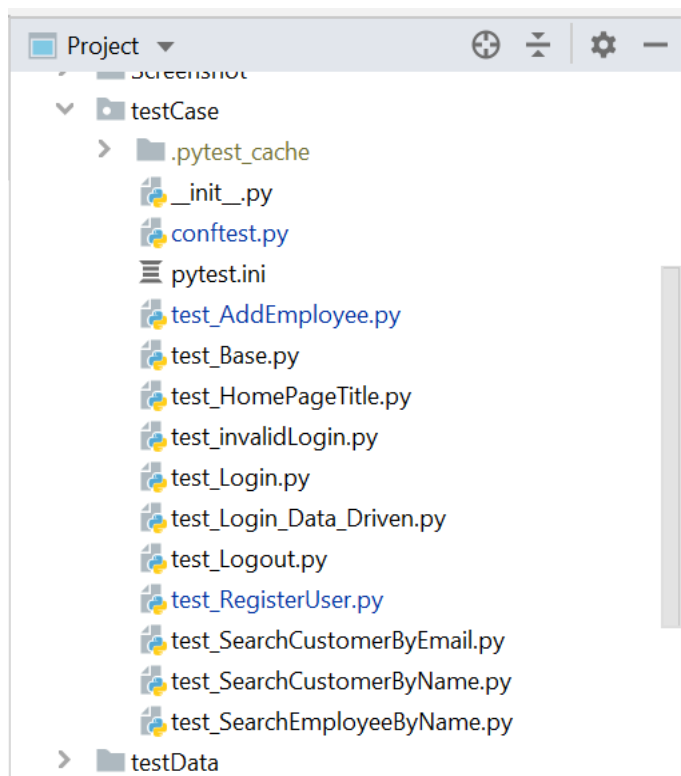 Project
Screenshot
testCase
.pytest_cache
__init__.py
conftest.py
pytest.ini
test_AddEmployee.py
test_Base.py
test_HomePageTitle.py
test_invalidLogin.py
test_Login.py
test_Login_Data_Driven.py
test_Logout.py
test_RegisterUser.py
test_SearchCustomerByEmail.py
test_SearchCustomerByName.py
test_SearchEmployeeByName.py
testData